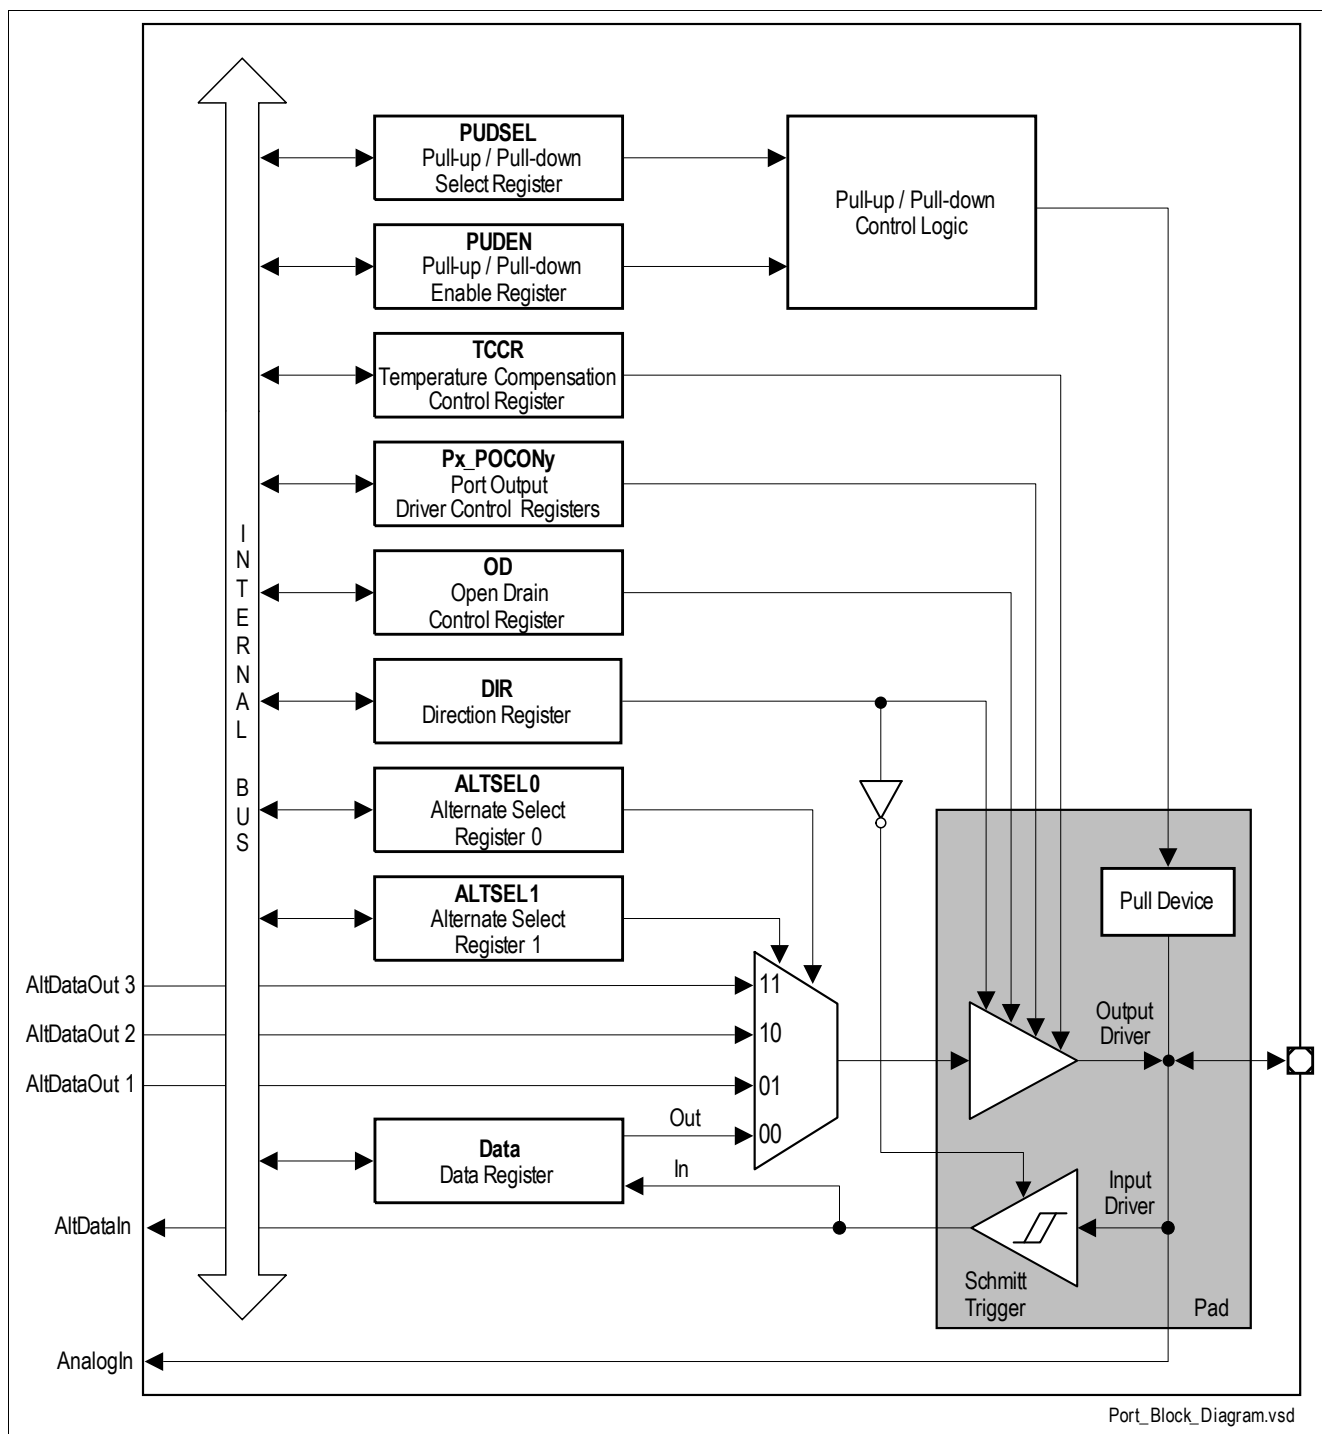 PUDSEL
Pull-up / Pull-down
Select Register
Pull-up / Pull-down
Control Logic
PUDEN
Pull-up / Pull-down
Enable Register
TCCR
Temperature Compensation
Control Register
Px_POCONy
Port Output
Driver Control Registers
OD
Open Drain
Control Register
DIR
Direction Register
INTERNAL BUS
ALTSEL0
Alternate Select
Register 0
ALTSEL1
Alternate Select
Register 1
Pull Device
AltDataOut 3
11
AltDataOut 2
10
AltDataOut 1
01
00
Output
Driver
Out
Data
Data Register
In
Input
Driver
AltDataIn
Schmitt
Trigger
Pad
AnalogIn
Port_Block_Diagram.vsd